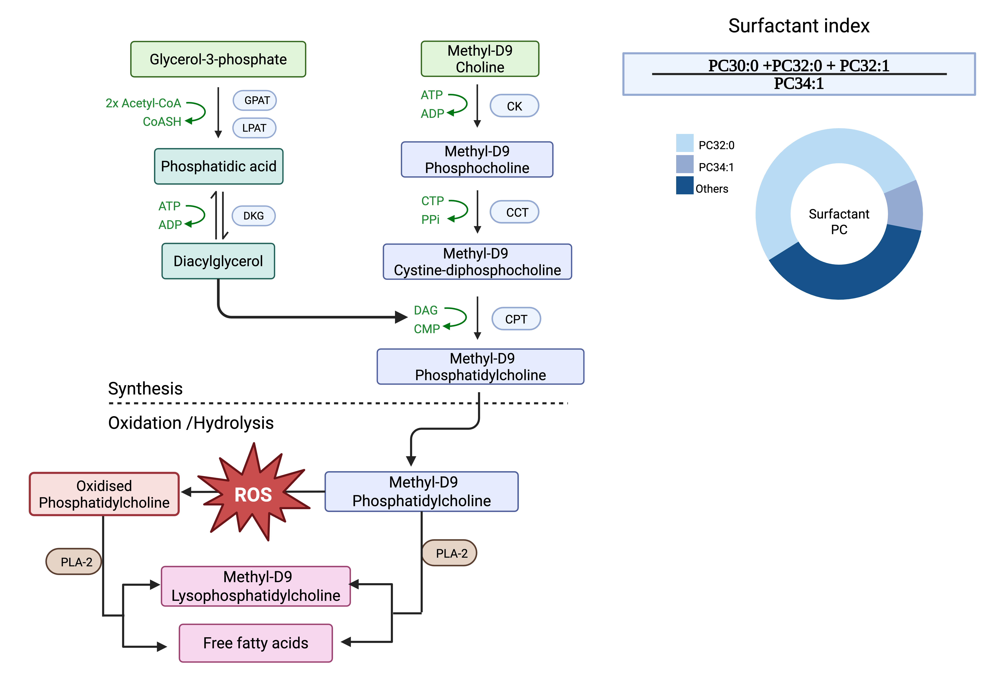 Surfactant index
PC30:0 +PC32:0 + PC32:1
PC34:1
Glycerol-3-phosphate
2x Acetyl-CoA
CoASH
GPAT
LPAT
Phosphatidic acid
ATP
ADP
DKG
Diacylglycerol
Methyl-D9
Choline
ATP
ADP
CK
Methyl-D9
Phosphocholine
CTP
PPi
CCT
Methyl-D9
Cystine-diphosphocholine
DAG
CMP
CPT
Methyl-D9
Phosphatidylcholine
PC32:0
PC34:1
Others
Surfactant
PC
Synthesis
Oxidation /Hydrolysis
Oxidised
Phosphatidylcholine
ROS
Methyl-D9
Phosphatidylcholine
PLA-2
PLA-2
Methyl-D9
Lysophosphatidylcholine
Free fatty acids